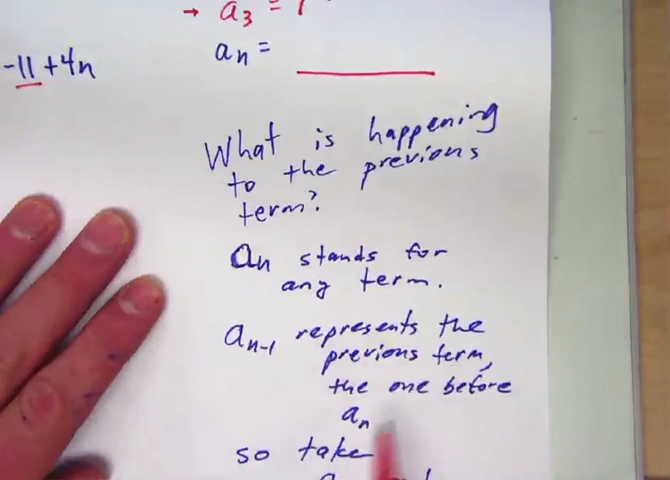 → a₃ =
aₙ = ________
-11 + 4n
What is happening
to the previous
term?
aₙ stands for
any term.
aₙ₋₁ represents the
previous term,
the one before
aₙ
so take